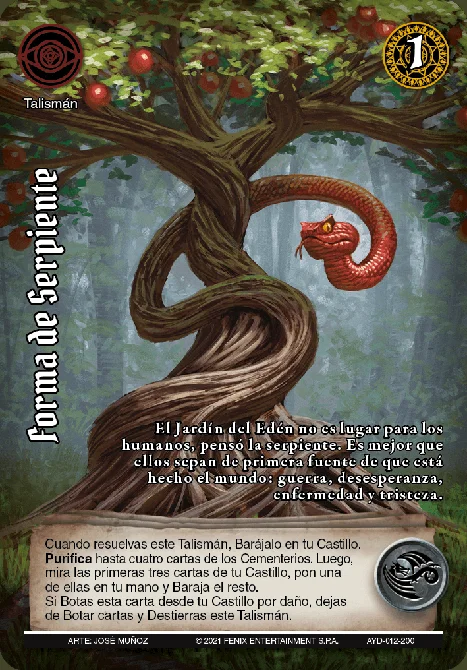 1
Talismán
Forma de Serpiente
El Jardín del Edén no es lugar para los
humanos, pensó la serpiente. Es mejor que
ellos sepan de primera fuente de que está
hecho el mundo: guerra, desesperanza,
enfermedad y tristeza.
Cuando resuelvas este Talismán, Barájalo en tu Castillo.
Purifica hasta cuatro cartas de los Cementerios. Luego,
mira las primeras tres cartas de tu Castillo, pon una
de ellas en tu mano y Baraja el resto.
Si Botas esta carta desde tu Castillo por daño, dejas
de Botar cartas y Destierras este Talismán.
ARTE: JOSÉ MUÑOZ © 2021 FENIX ENTERTAINMENT S.R.A. AYD-012-200